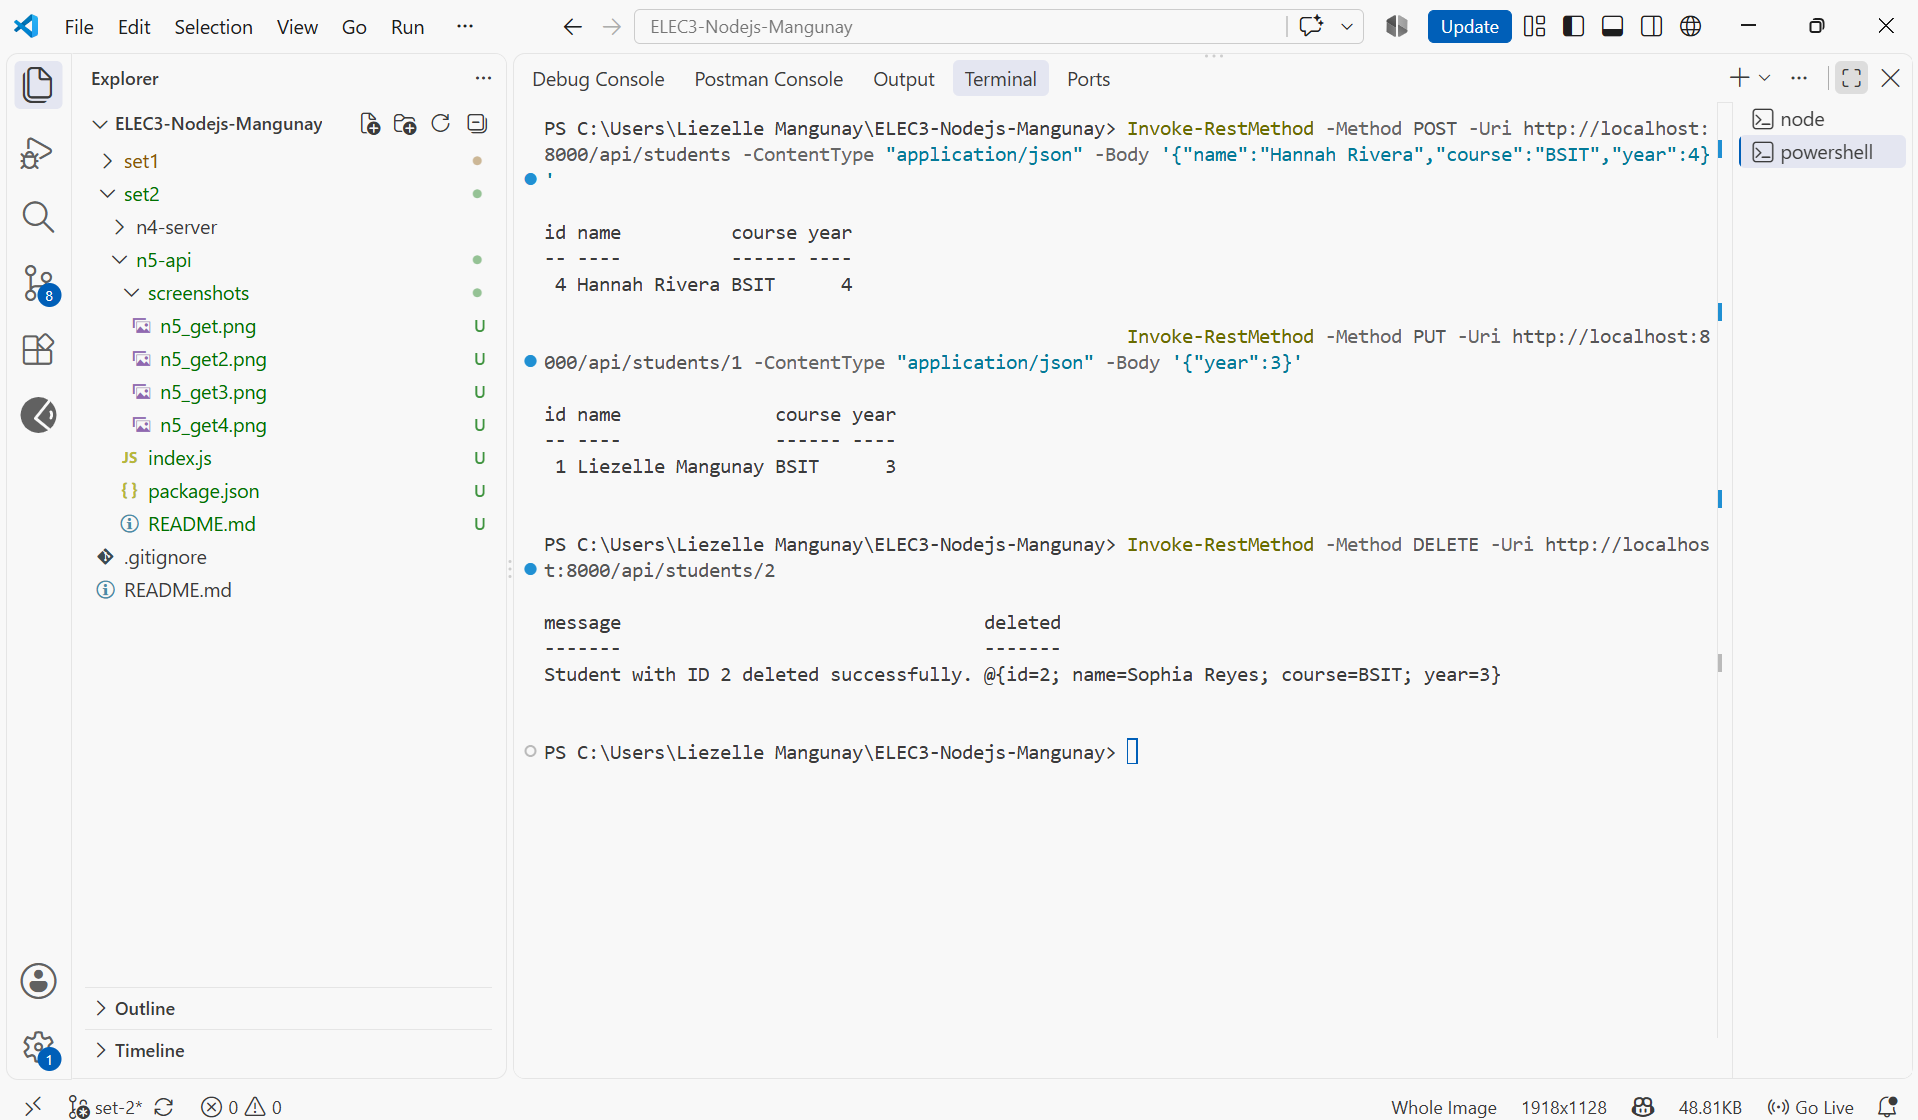 File Edit Selection View Go Run ···
ELEC3-Nodejs-Mangunay
Update
Explorer
ELEC3-Nodejs-Mangunay
set1
set2
n4-server
n5-api
screenshots
n5_get.png U
n5_get2.png U
n5_get3.png U
n5_get4.png U
JS index.js U
{} package.json U
README.md U
.gitignore
README.md
Outline
Timeline
8
1
Debug Console Postman Console Output Terminal Ports
PS C:\Users\Liezelle Mangunay\ELEC3-Nodejs-Mangunay> Invoke-RestMethod -Method POST -Uri http://localhost:
8000/api/students -ContentType "application/json" -Body '{"name":"Hannah Rivera","course":"BSIT","year":4}
'
id name course year
-- ---- ------ ----
4 Hannah Rivera BSIT 4
Invoke-RestMethod -Method PUT -Uri http://localhost:8
000/api/students/1 -ContentType "application/json" -Body '{"year":3}'
id name course year
-- ---- ------ ----
1 Liezelle Mangunay BSIT 3
PS C:\Users\Liezelle Mangunay\ELEC3-Nodejs-Mangunay> Invoke-RestMethod -Method DELETE -Uri http://localhos
t:8000/api/students/2
message deleted
------- -------
Student with ID 2 deleted successfully. @{id=2; name=Sophia Reyes; course=BSIT; year=3}
PS C:\Users\Liezelle Mangunay\ELEC3-Nodejs-Mangunay>
node
powershell
set-2* 0 0 Whole Image 1918x1128 48.81KB Go Live